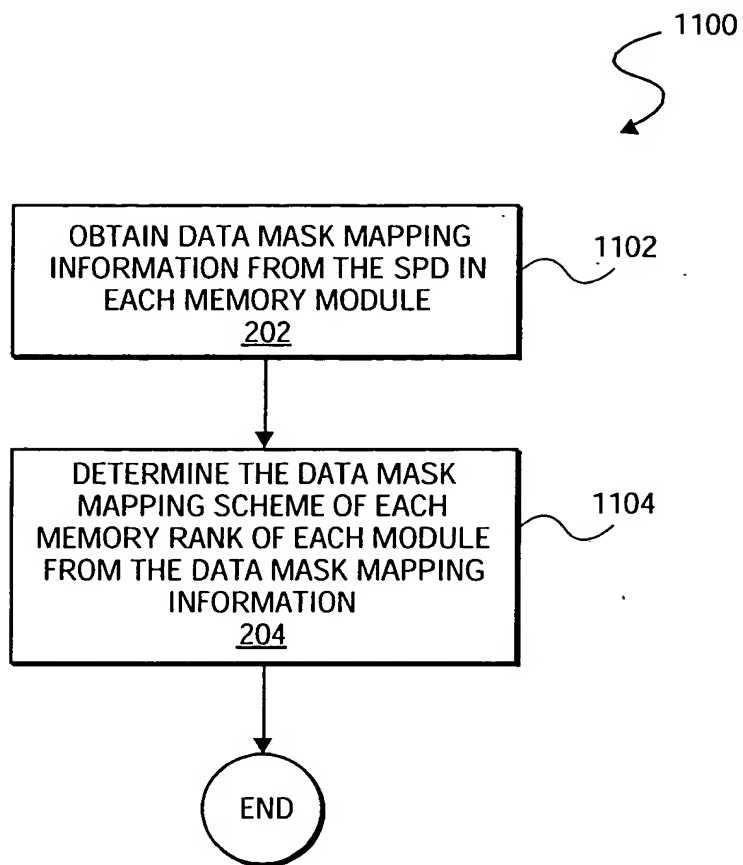 1100
OBTAIN DATA MASK MAPPING
INFORMATION FROM THE SPD IN
EACH MEMORY MODULE
202
1102
DETERMINE THE DATA MASK
MAPPING SCHEME OF EACH
MEMORY RANK OF EACH MODULE
FROM THE DATA MASK MAPPING
INFORMATION
204
1104
END